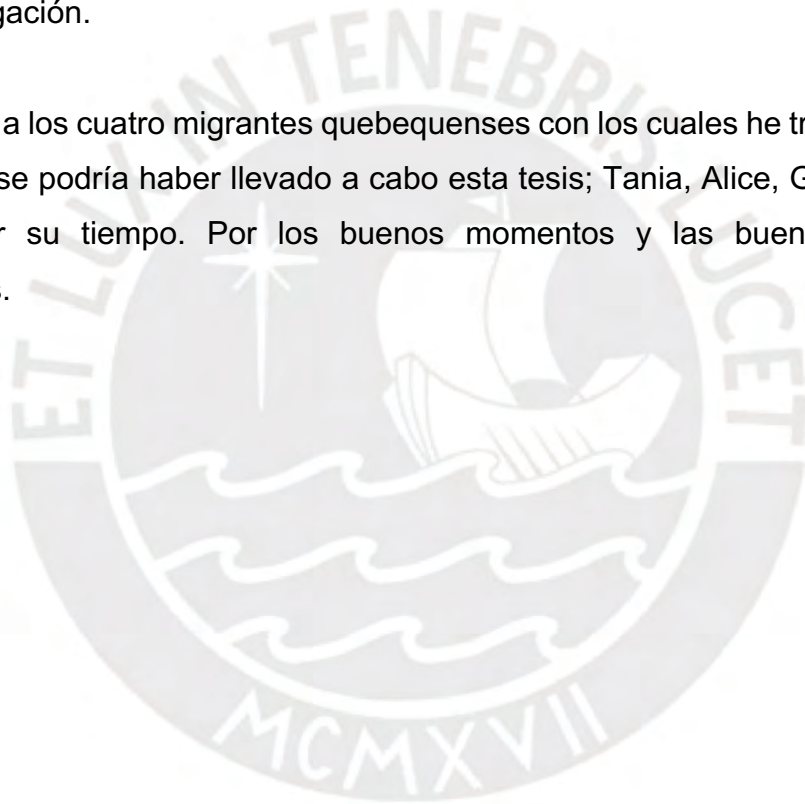 gación.
a los cuatro migrantes quebequenses con los cuales he tr
se podría haber llevado a cabo esta tesis; Tania, Alice, G
r su tiempo. Por los buenos momentos y las buen
s.
ET LUX IN TENEBRIS LUCET
MCMXVII